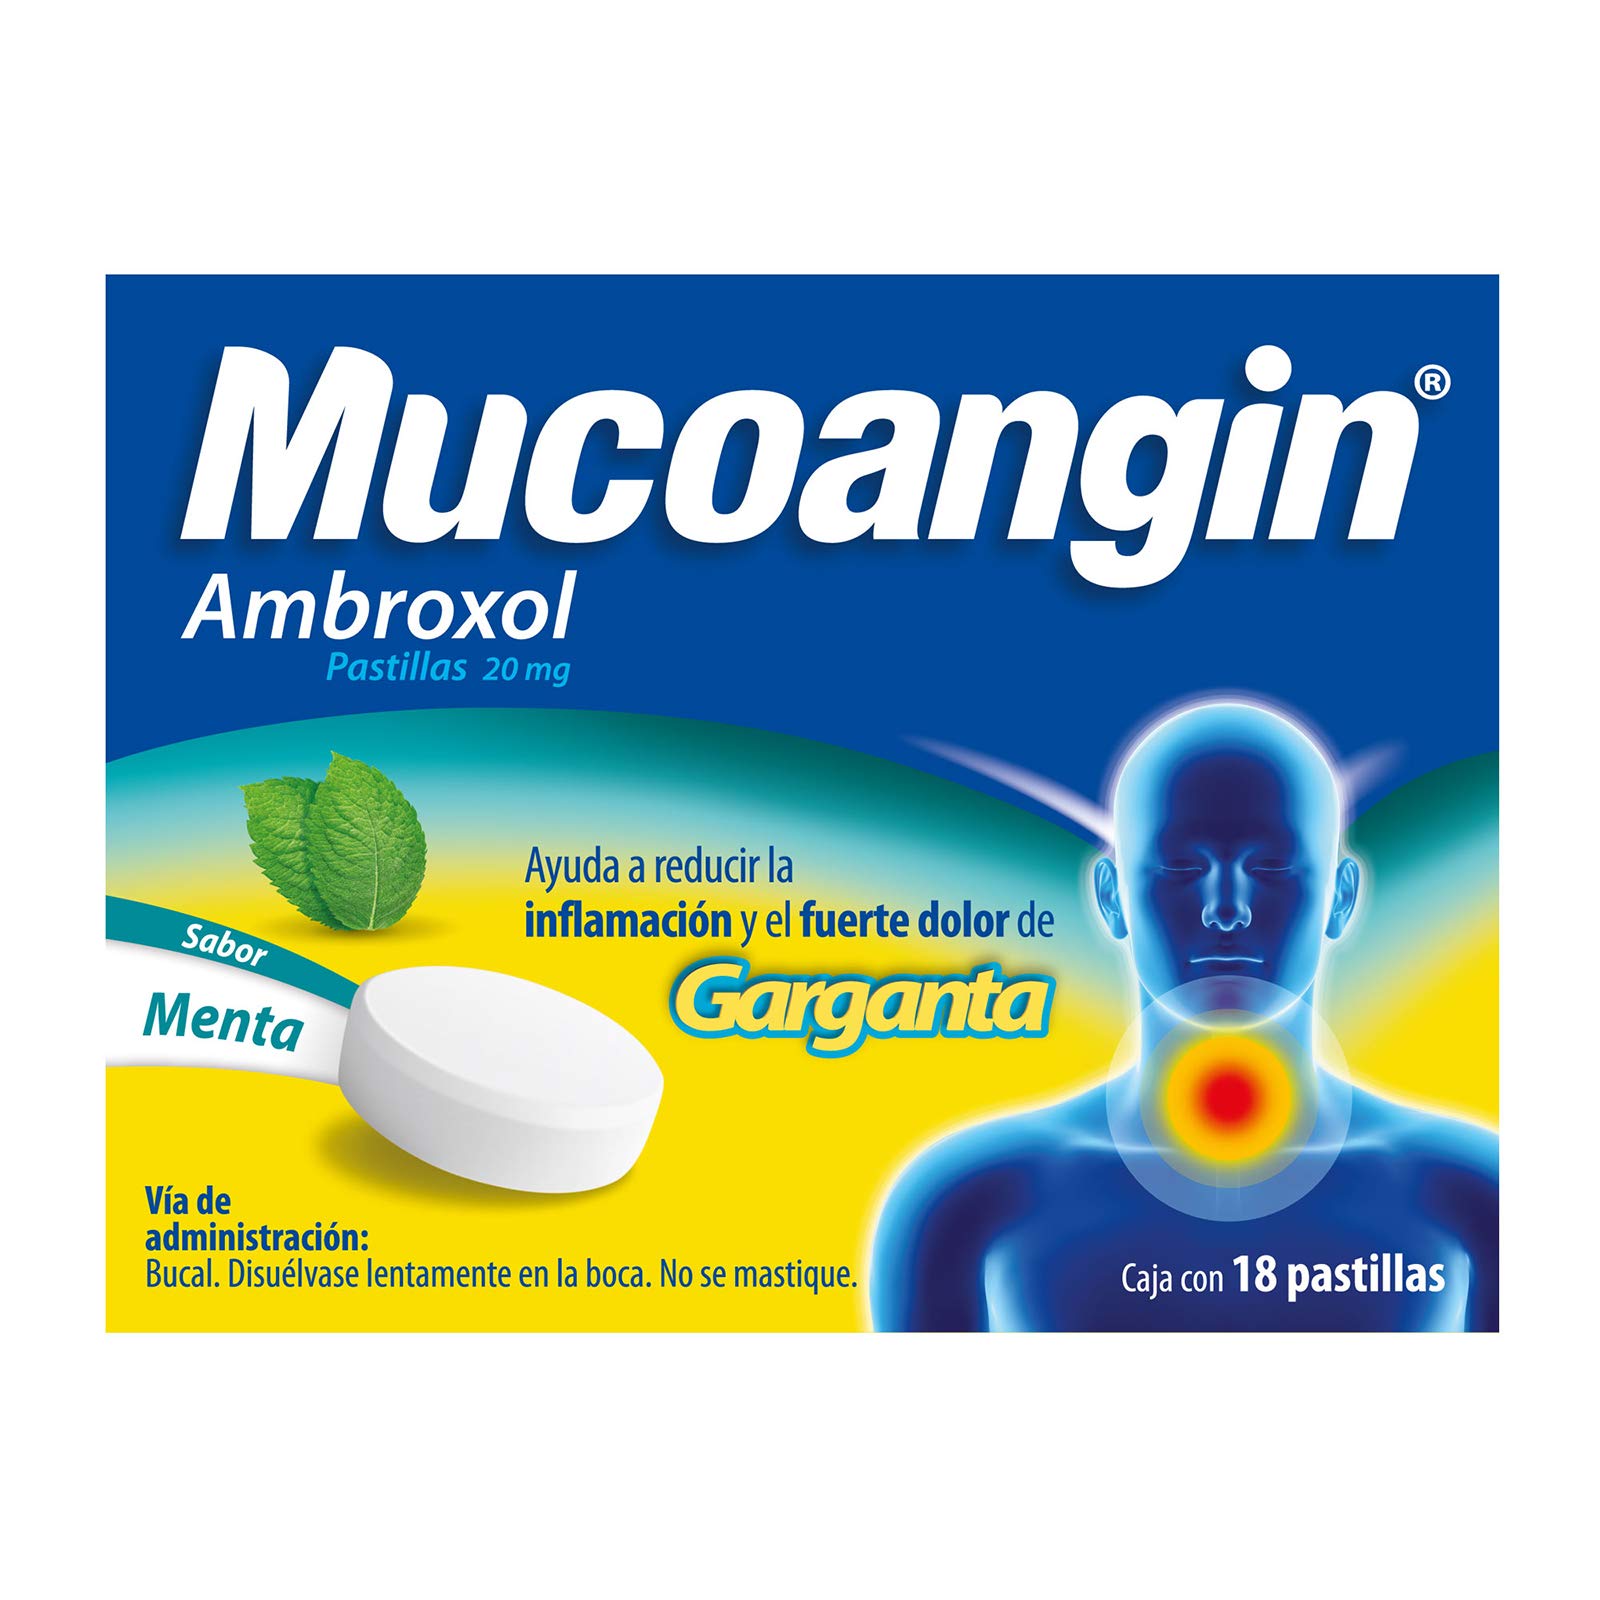 Mucoangin®
Ambroxol
Pastillas 20 mg
Ayuda a reducir la
inflamación y el fuerte dolor de
Garganta
Sabor
Menta
Vía de
administración:
Bucal. Disuélvase lentamente en la boca. No se mastique.
Caja con 18 pastillas